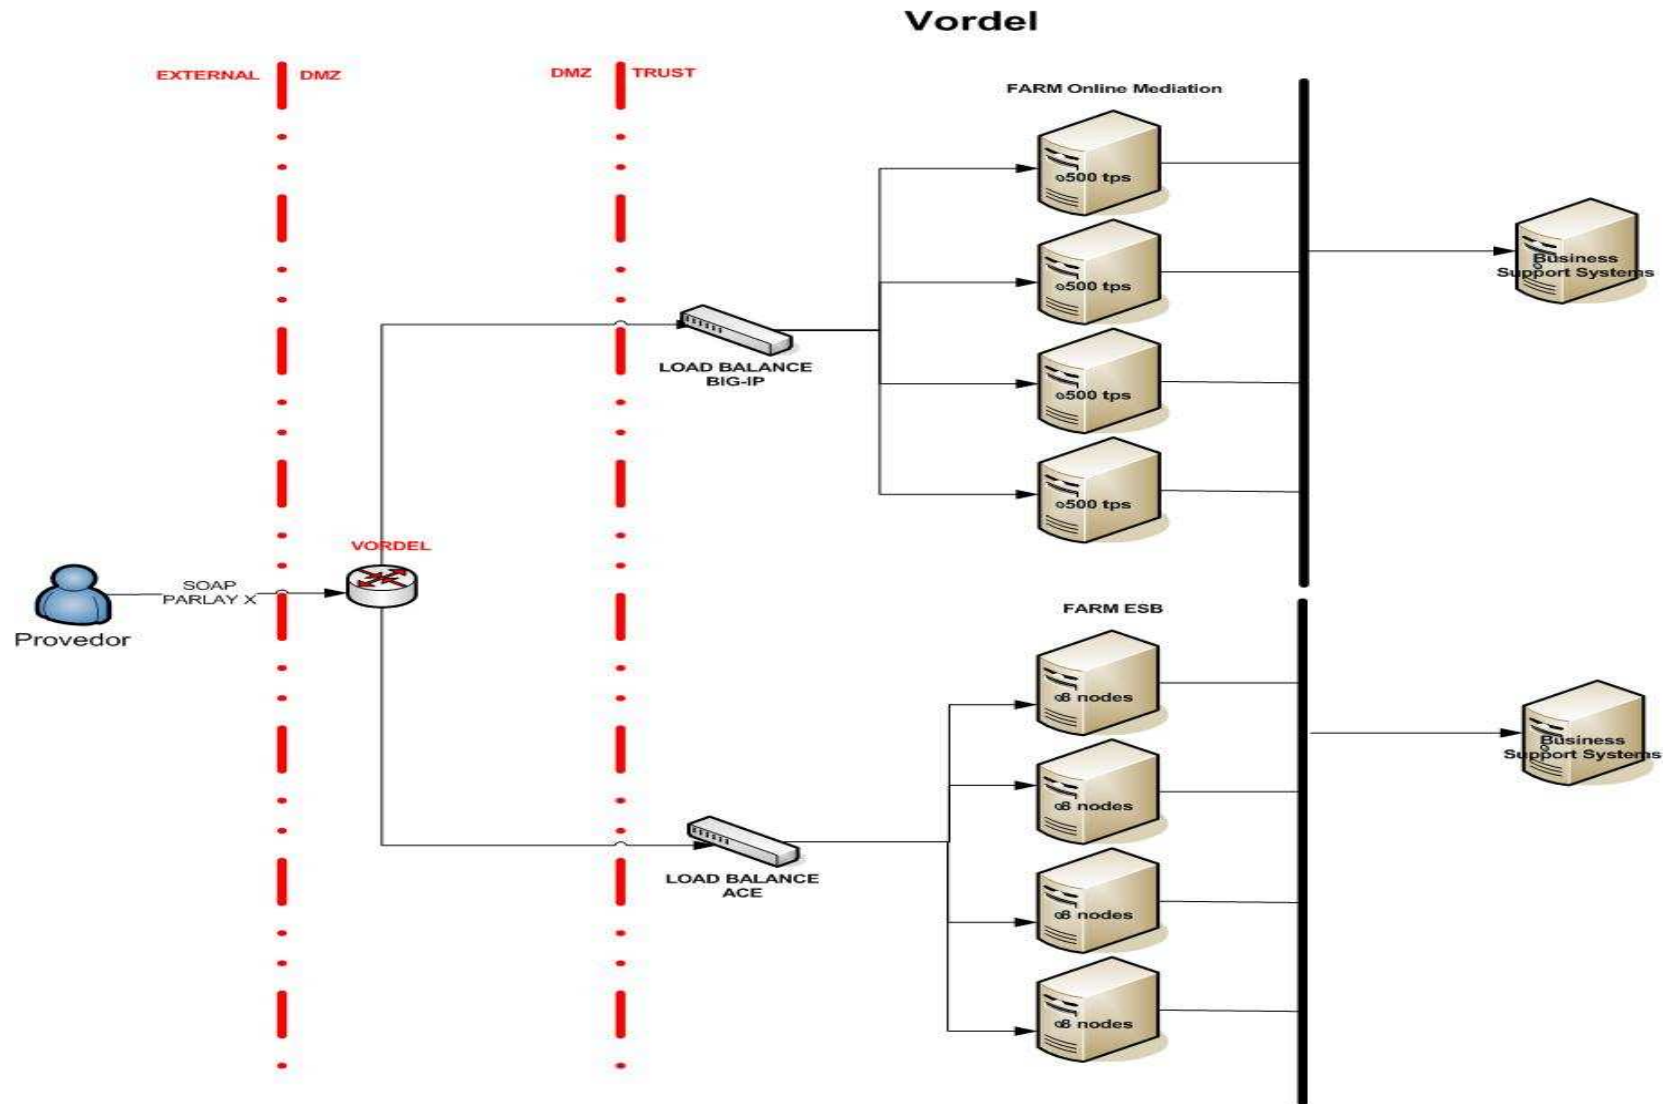 Vordel
EXTERNAL
DMZ
DMZ
TRUST
FARM Online Mediation
500 tps
500 tps
500 tps
500 tps
Business
Support Systems
LOAD BALANCE
BIG-IP
VORDEL
SOAP
PARLAY X
Provedor
FARM ESB
8 nodes
8 nodes
8 nodes
8 nodes
Business
Support Systems
LOAD BALANCE
ACE